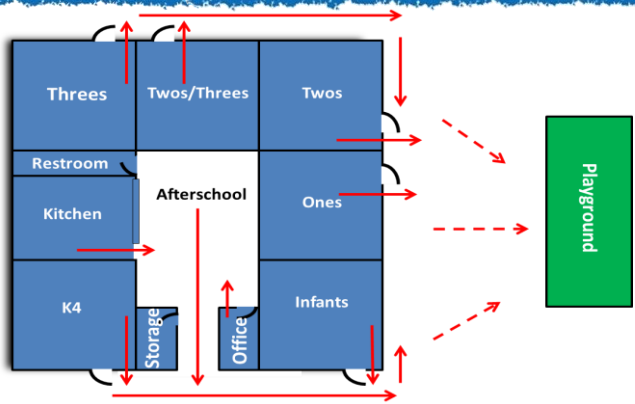 Threes
Twos/Threes
Twos
Restroom
Afterschool
Kitchen
Ones
K4
Storage
Office
Infants
Playground